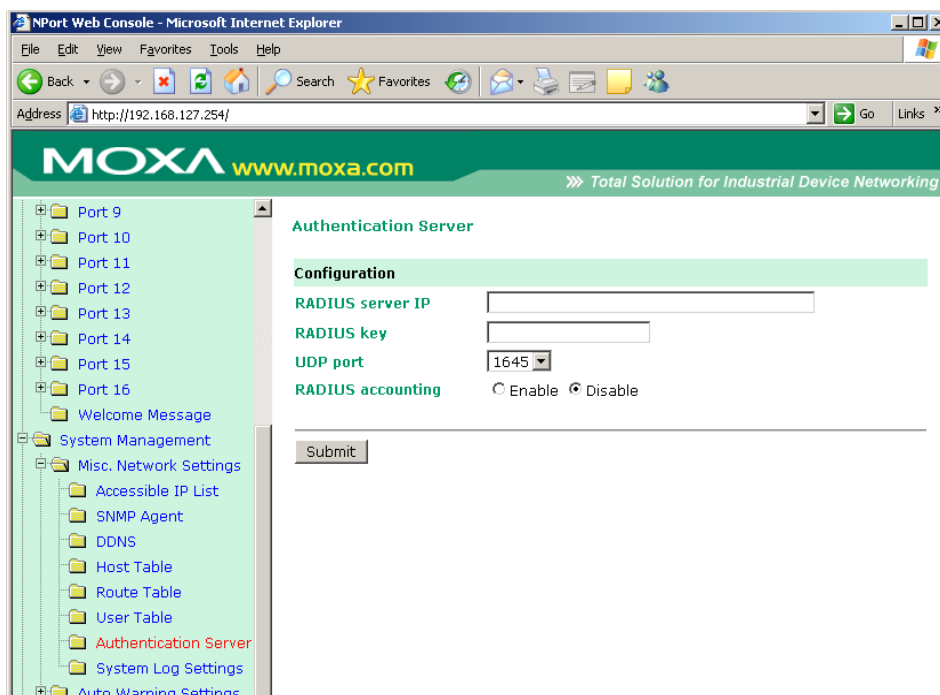 NPort Web Console - Microsoft Internet Explorer
File Edit View Favorites Tools Help
Back Search Favorites
Address http://192.168.127.254/ Go Links »
MOXA www.moxa.com
Total Solution for Industrial Device Networking
Port 9
Port 10
Port 11
Port 12
Port 13
Port 14
Port 15
Port 16
Welcome Message
System Management
Misc. Network Settings
Accessible IP List
SNMP Agent
DDNS
Host Table
Route Table
User Table
Authentication Server
System Log Settings
Auto Warning Settings
Authentication Server
Configuration
RADIUS server IP
RADIUS key
UDP port 1645
RADIUS accounting Enable Disable
Submit